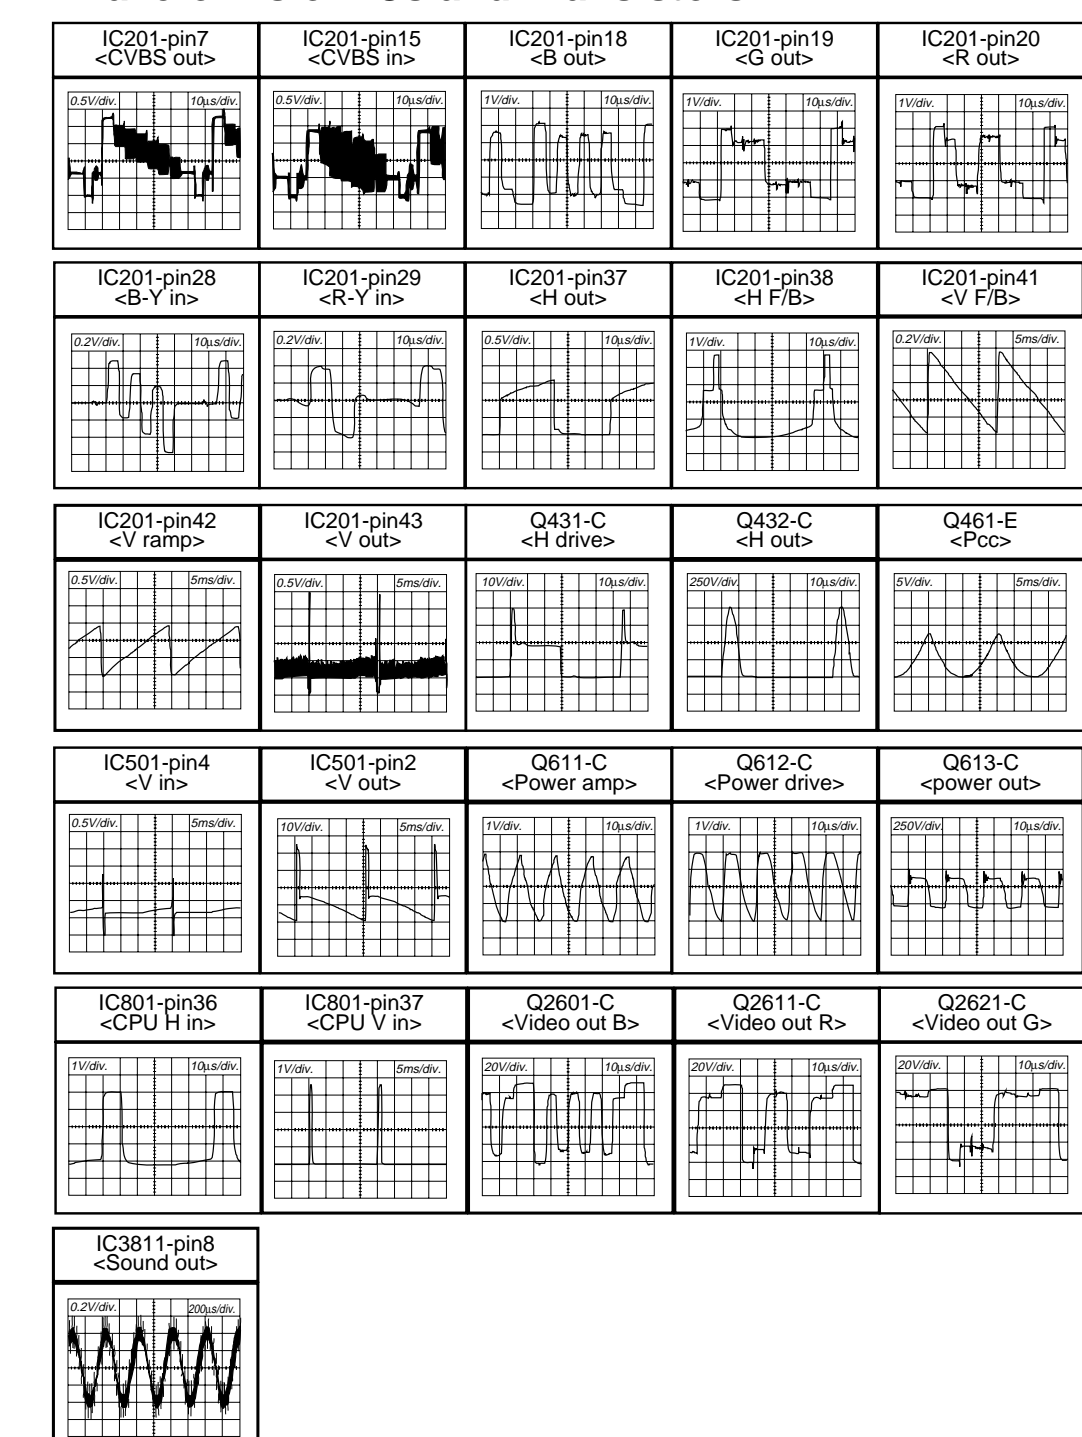 IC201-pin7
<CVBS out>
0.5V/div. 10µs/div.
IC201-pin15
<CVBS in>
0.5V/div. 10µs/div.
IC201-pin18
<B out>
1V/div. 10µs/div.
IC201-pin19
<G out>
1V/div. 10µs/div.
IC201-pin20
<R out>
1V/div. 10µs/div.
IC201-pin28
<B-Y in>
0.2V/div. 10µs/div.
IC201-pin29
<R-Y in>
0.2V/div. 10µs/div.
IC201-pin37
<H out>
0.5V/div. 10µs/div.
IC201-pin38
<H F/B>
1V/div. 10µs/div.
IC201-pin41
<V F/B>
0.2V/div. 5ms/div.
IC201-pin42
<V ramp>
0.5V/div. 5ms/div.
IC201-pin43
<V out>
0.5V/div. 5ms/div.
Q431-C
<H drive>
10V/div. 10µs/div.
Q432-C
<H out>
250V/div. 10µs/div.
Q461-E
<Pcc>
5V/div. 5ms/div.
IC501-pin4
<V in>
0.5V/div. 5ms/div.
IC501-pin2
<V out>
10V/div. 5ms/div.
Q611-C
<Power amp>
1V/div. 10µs/div.
Q612-C
<Power drive>
1V/div. 10µs/div.
Q613-C
<power out>
250V/div. 10µs/div.
IC801-pin36
<CPU H in>
1V/div. 10µs/div.
IC801-pin37
<CPU V in>
1V/div. 5ms/div.
Q2601-C
<Video out B>
20V/div. 10µs/div.
Q2611-C
<Video out R>
20V/div. 10µs/div.
Q2621-C
<Video out G>
20V/div. 10µs/div.
IC3811-pin8
<Sound out>
0.2V/div. 200µs/div.